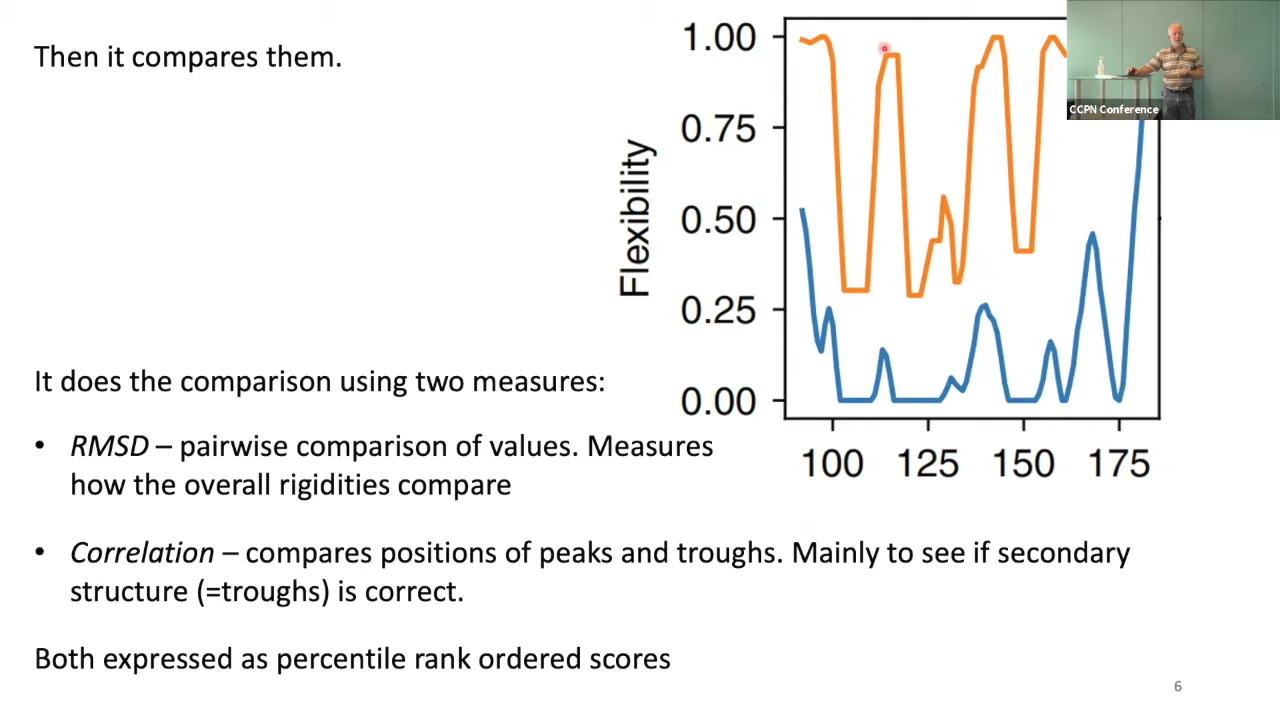 Then it compares them.
1.00
0.75
0.50
0.25
0.00
Flexibility
100 125 150 175
CCPN Conference
It does the comparison using two measures:
• RMSD – pairwise comparison of values. Measures
how the overall rigidities compare
• Correlation – compares positions of peaks and troughs. Mainly to see if secondary
structure (=troughs) is correct.
Both expressed as percentile rank ordered scores
6